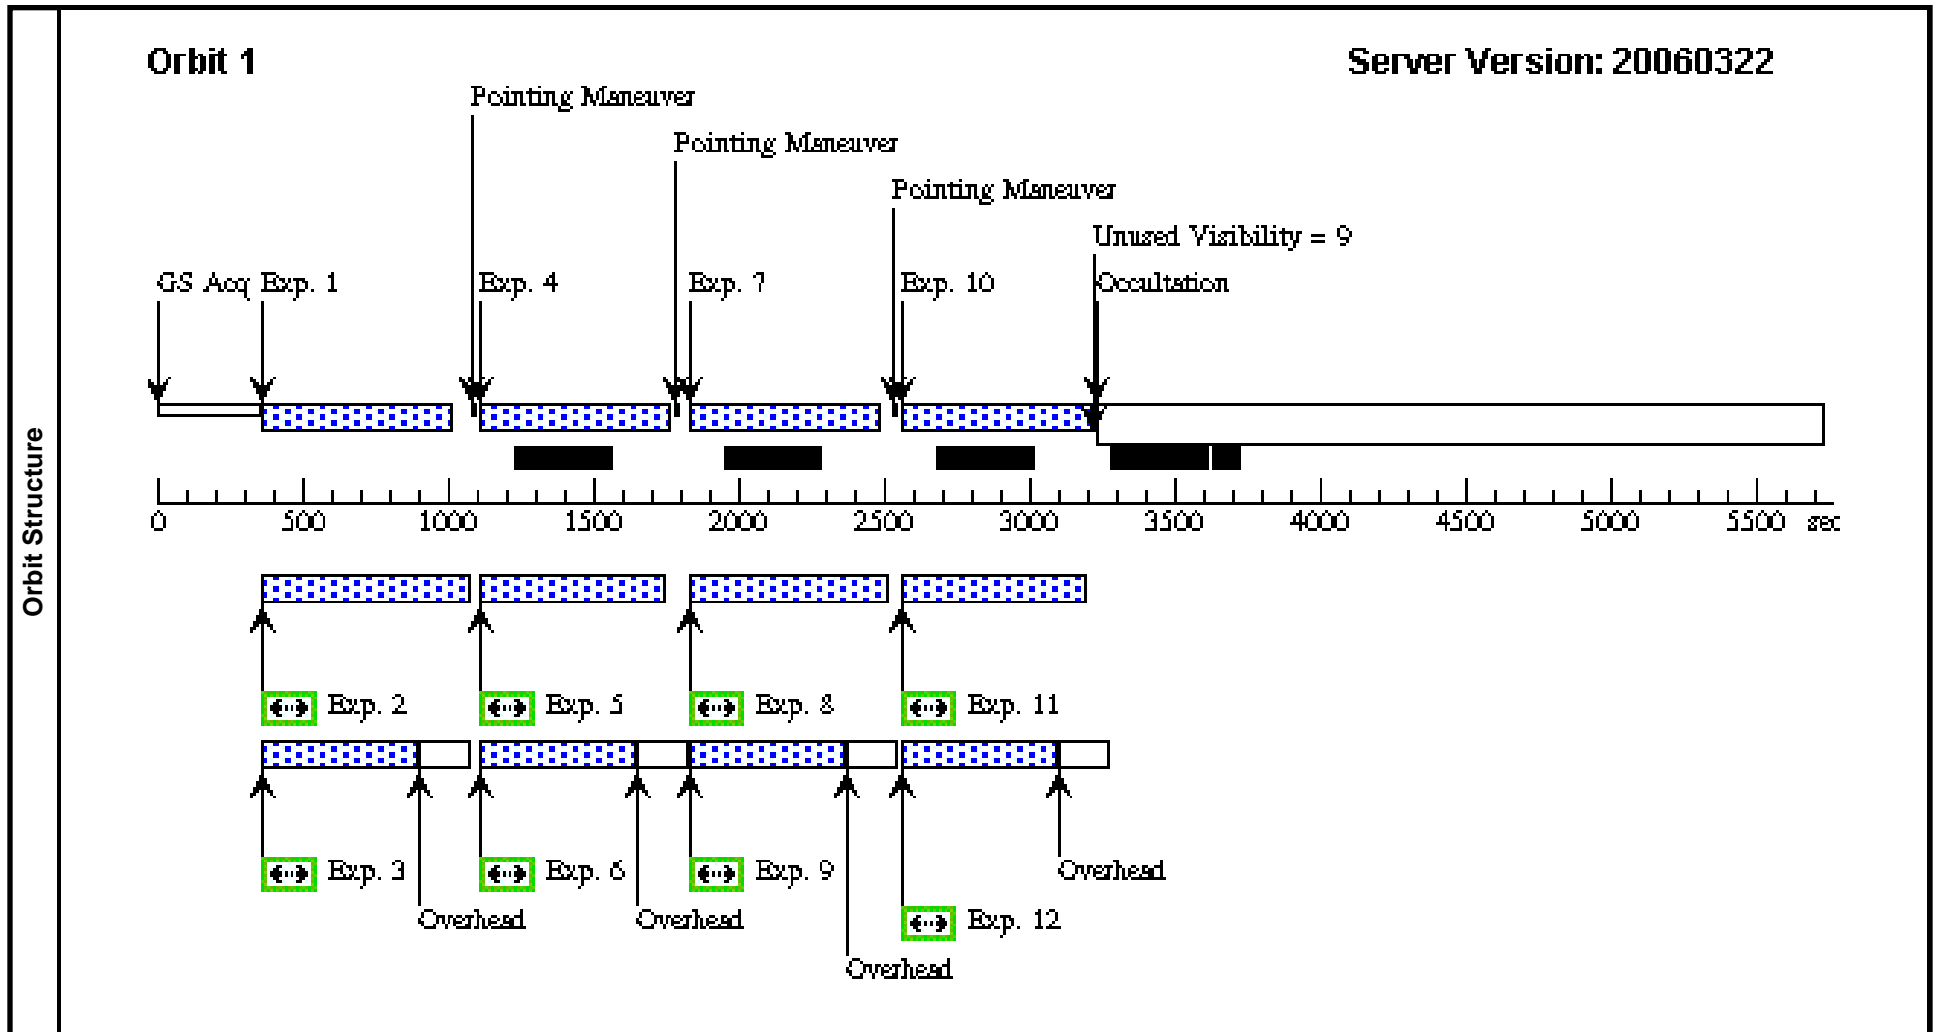 Orbit Structure
Orbit 1
Server Version: 20060322
Pointing Maneuver
Pointing Maneuver
Pointing Maneuver
Unused Visibility = 9
GS Acq
Exp. 1
Exp. 4
Exp. 7
Exp. 10
Occultation
0 500 1000 1500 2000 2500 3000 3500 4000 4500 5000 5500 sec
Exp. 2
Exp. 5
Exp. 8
Exp. 11
Exp. 3
Exp. 6
Exp. 9
Overhead
Overhead
Overhead
Exp. 12
Overhead